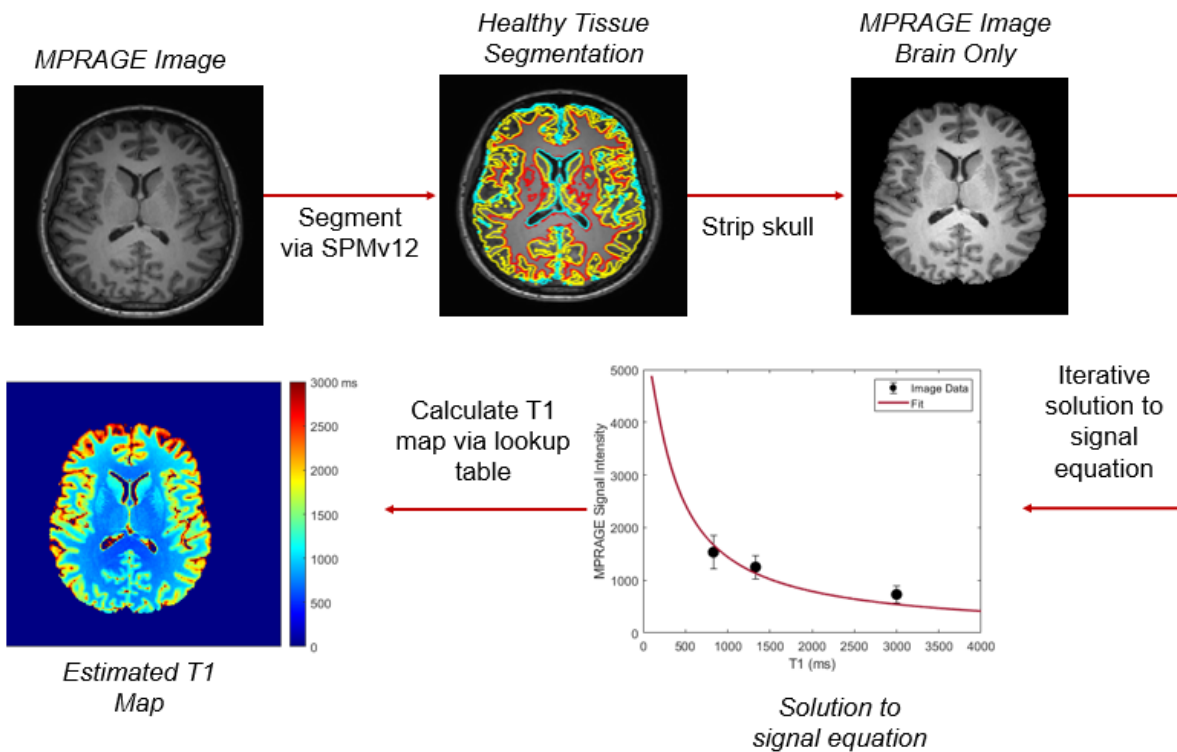 MPRAGE Image
Segment
via SPMv12
Healthy Tissue
Segmentation
Strip skull
MPRAGE Image
Brain Only
Iterative
solution to
signal
equation
5000
4000
3000
2000
1000
0
MPRAGE Signal Intensity
Image Data
Fit
0 500 1000 1500 2000 2500 3000 3500 4000
T1 (ms)
Solution to
signal equation
Calculate T1
map via lookup
table
3000 ms
2500
2000
1500
1000
500
0
Estimated T1
Map